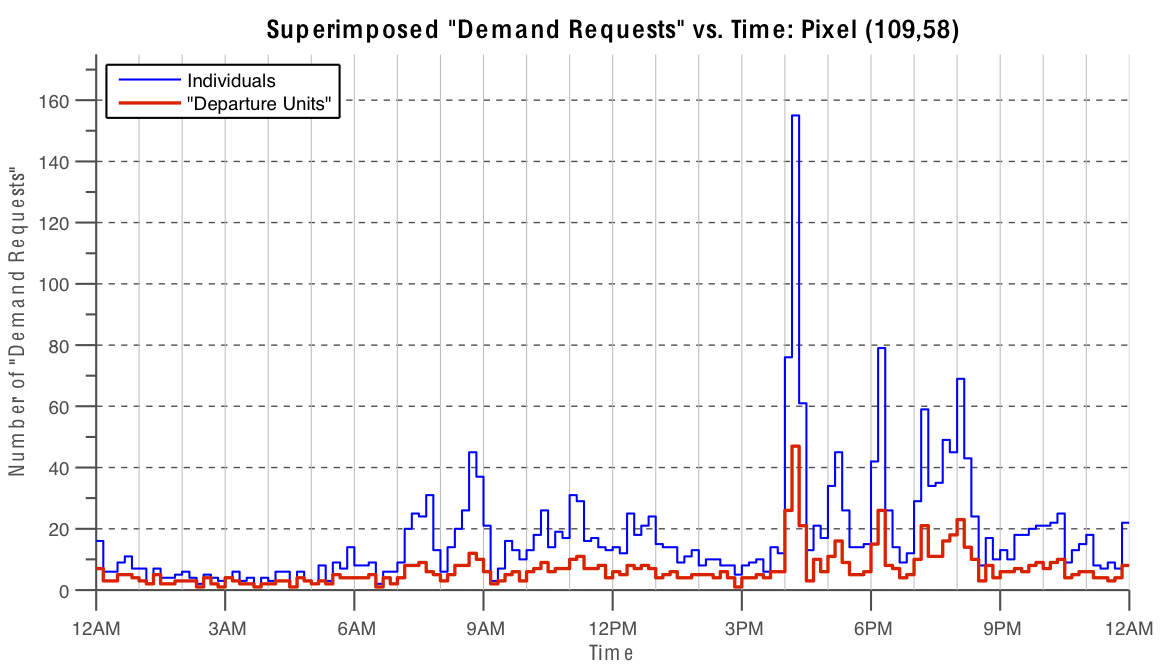 Superimposed "Demand Requests" vs. Time: Pixel (109,58)
Individuals
"Departure Units"
Number of "Demand Requests"
160
140
120
100
80
60
40
20
0
12AM 3AM 6AM 9AM 12PM 3PM 6PM 9PM 12AM
Time